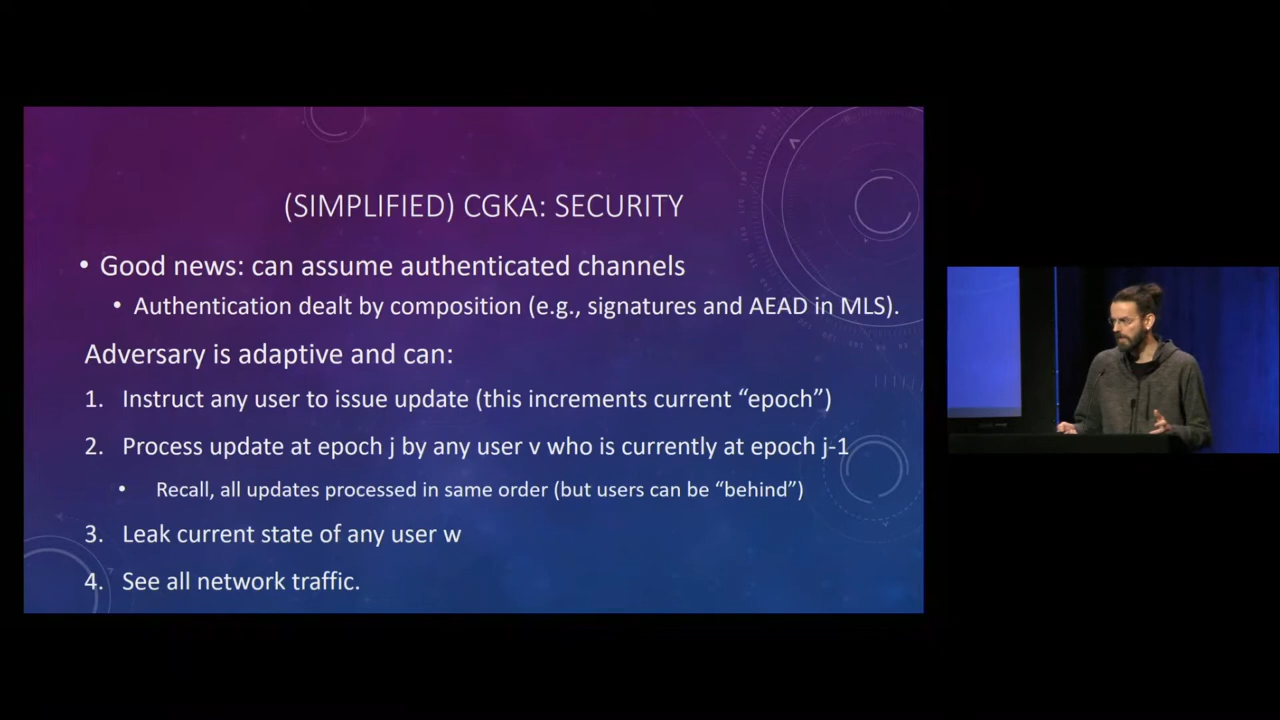 (SIMPLIFIED) CGKA: SECURITY
• Good news: can assume authenticated channels
• Authentication dealt by composition (e.g., signatures and AEAD in MLS).
Adversary is adaptive and can:
1. Instruct any user to issue update (this increments current “epoch”)
2. Process update at epoch j by any user v who is currently at epoch j-1
• Recall, all updates processed in same order (but users can be “behind”)
3. Leak current state of any user w
4. See all network traffic.